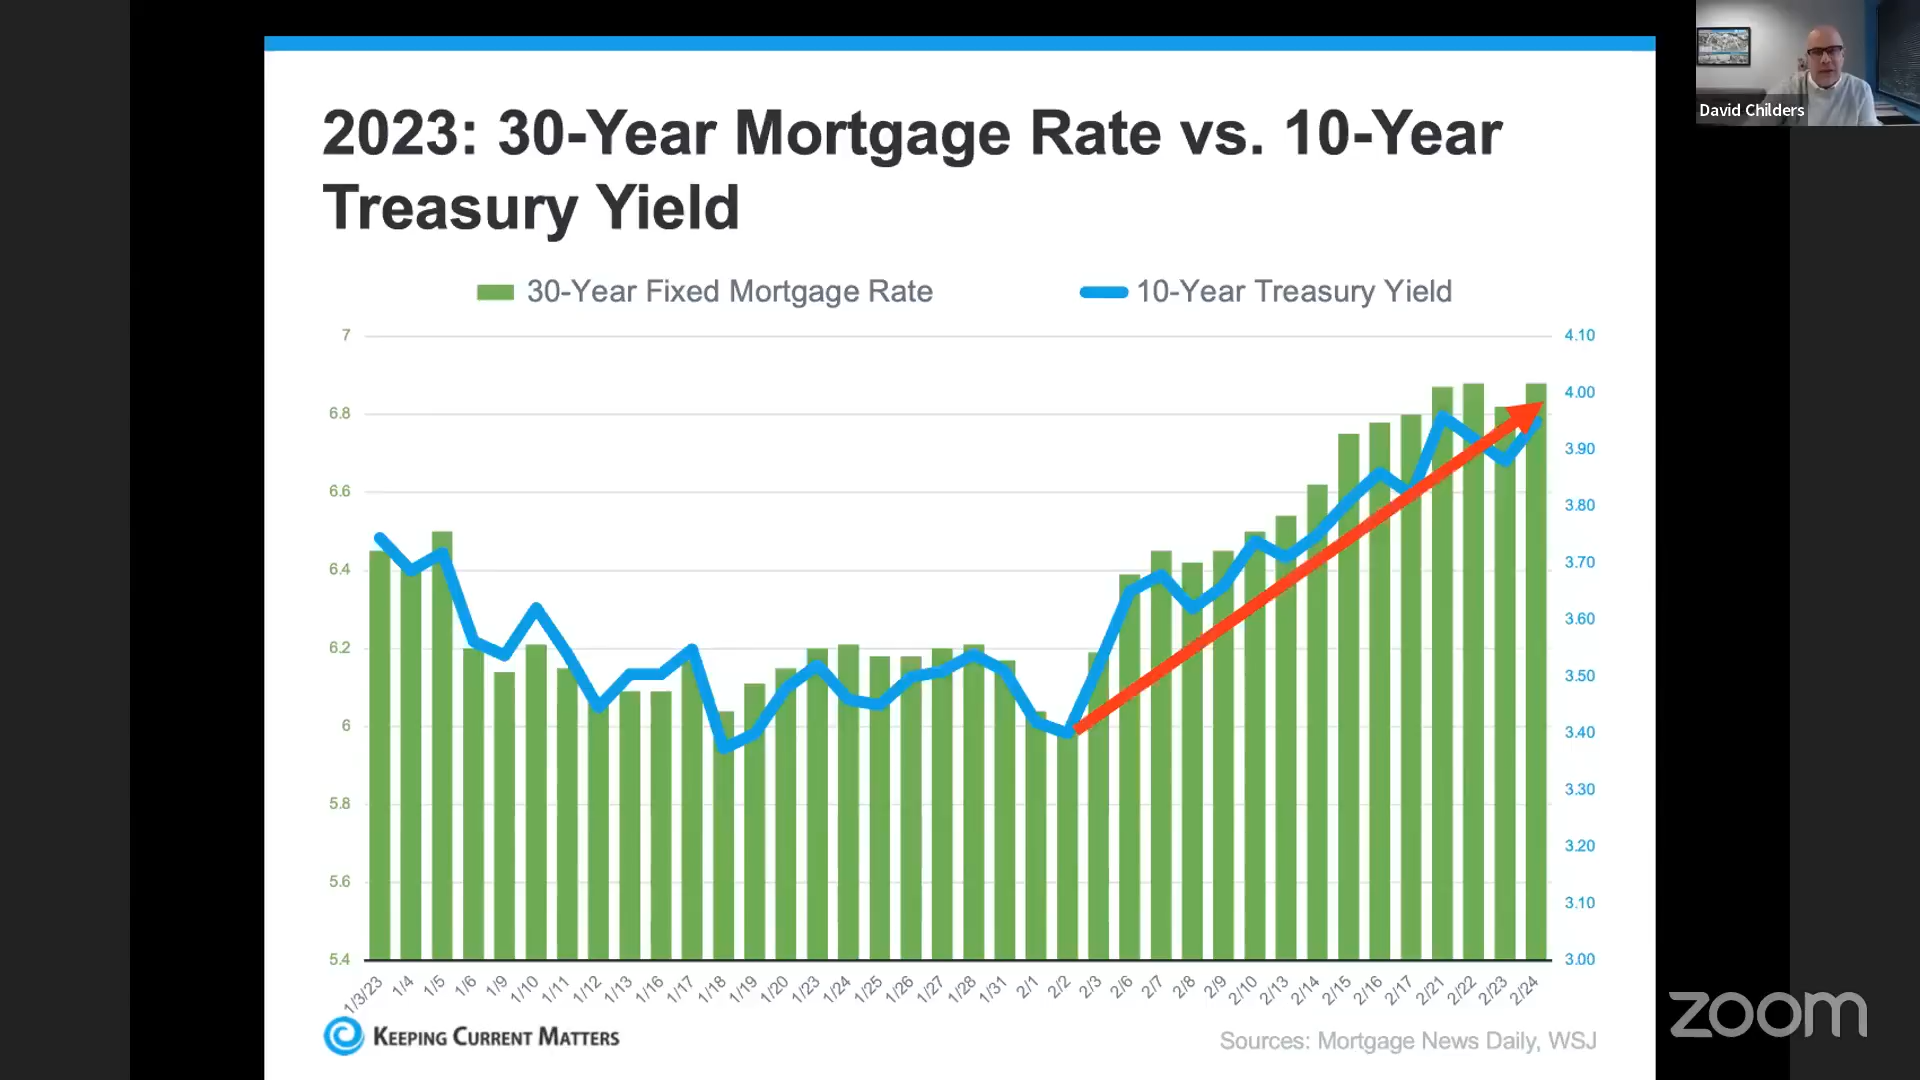 David Childers
2023: 30-Year Mortgage Rate vs. 10-Year
Treasury Yield
30-Year Fixed Mortgage Rate
10-Year Treasury Yield
7
6.8
6.6
6.4
6.2
6
5.8
5.6
5.4
4.10
4.00
3.90
3.80
3.70
3.60
3.50
3.40
3.30
3.20
3.10
3.00
1/3/23 1/4 1/5 1/6 1/9 1/10 1/11 1/12 1/13 1/16 1/17 1/18 1/19 1/20 1/23 1/24 1/25 1/26 1/27 1/28 1/31 2/1 2/2 2/3 2/6 2/7 2/8 2/9 2/10 2/13 2/14 2/15 2/16 2/17 2/21 2/22 2/23 2/24
KEEPING CURRENT MATTERS
Sources: Mortgage News Daily, WSJ
zoom